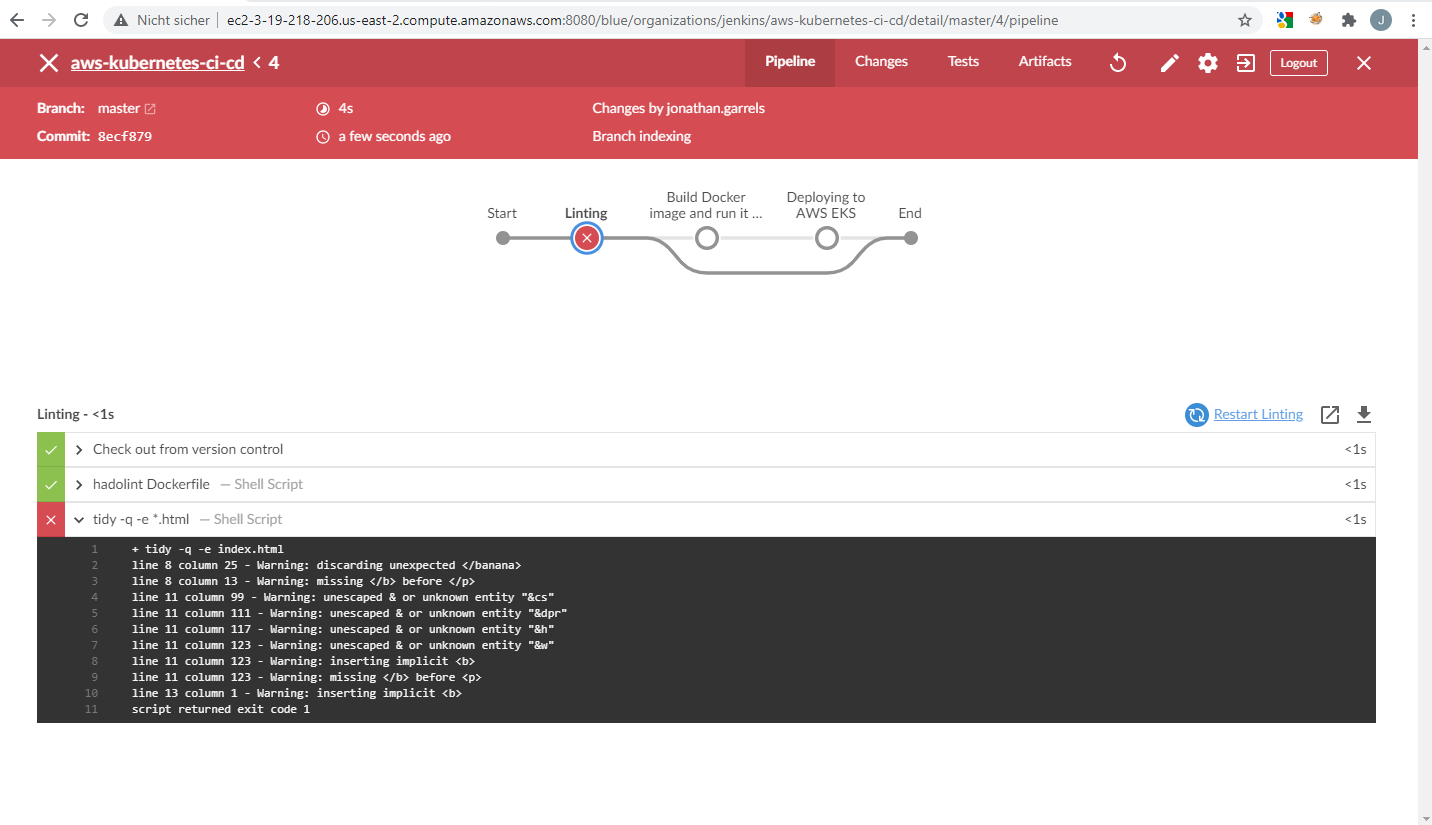 Nicht sicher ec2-3-19-218-206.us-east-2.compute.amazonaws.com:8080/blue/organizations/jenkins/aws-kubernetes-ci-cd/detail/master/4/pipeline J
aws-kubernetes-ci-cd < 4 Pipeline Changes Tests Artifacts Logout
Branch: master 4s Changes by jonathan.garrels
Commit: 8ecf879 a few seconds ago Branch indexing
Start Linting Build Docker image and run it ... Deploying to AWS EKS End
Linting - <1s Restart Linting
Check out from version control <1s
hadolint Dockerfile — Shell Script <1s
tidy -q -e *.html — Shell Script <1s
1 + tidy -q -e index.html
2 line 8 column 25 - Warning: discarding unexpected </banana>
3 line 8 column 13 - Warning: missing </b> before </p>
4 line 11 column 99 - Warning: unescaped & or unknown entity "&cs"
5 line 11 column 111 - Warning: unescaped & or unknown entity "&dpr"
6 line 11 column 117 - Warning: unescaped & or unknown entity "&h"
7 line 11 column 123 - Warning: unescaped & or unknown entity "&w"
8 line 11 column 123 - Warning: inserting implicit <b>
9 line 11 column 123 - Warning: missing </b> before <p>
10 line 13 column 1 - Warning: inserting implicit <b>
11 script returned exit code 1